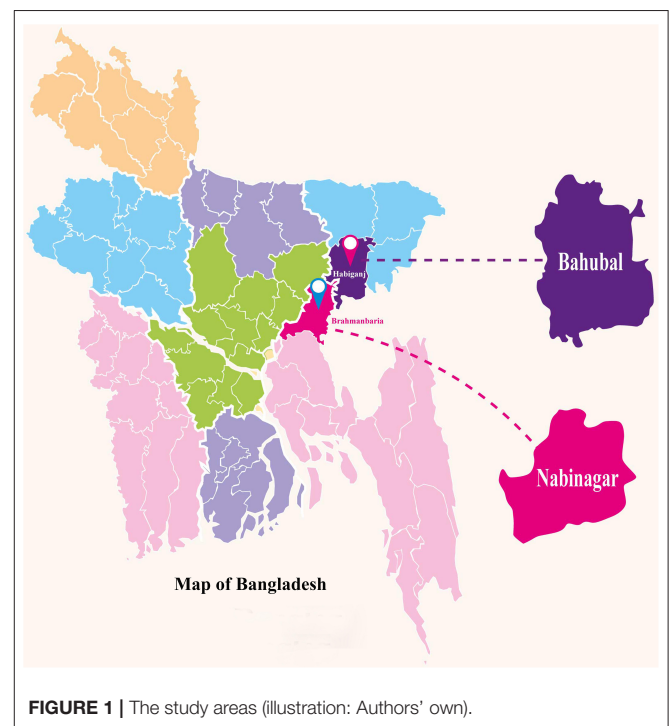 Habiganj
Bahubal
Brahmanbaria
Nabinagar
Map of Bangladesh
FIGURE 1 | The study areas (illustration: Authors' own).